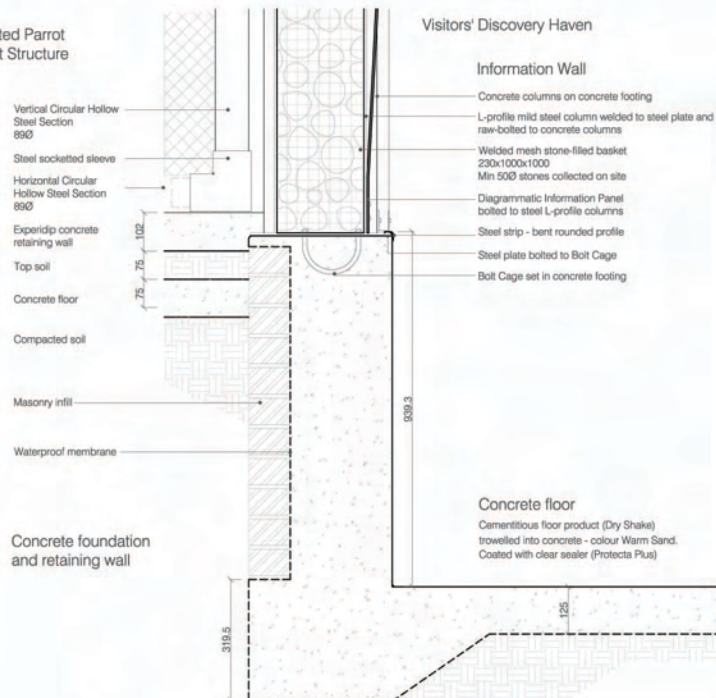 ted Parrot
t Structure
Vertical Circular Hollow
Steel Section
89Ø
Steel socketted sleeve
Horizontal Circular
Hollow Steel Section
89Ø
Experidip concrete
retaining wall
Top soil
Concrete floor
Compacted soil
Masonry infill
Waterproof membrane
Concrete foundation
and retaining wall
102
75
75
319.5
Visitors' Discovery Haven
Information Wall
Concrete columns on concrete footing
L-profile mild steel column welded to steel plate and
raw-bolted to concrete columns
Welded mesh stone-filled basket
230x1000x1000
Min 50Ø stones collected on site
Diagrammatic Information Panel
bolted to steel L-profile columns
Steel strip - bent rounded profile
Steel plate bolted to Bolt Cage
Bolt Cage set in concrete footing
939.3
Concrete floor
Cementitious floor product (Dry Shake)
trowelled into concrete - colour Warm Sand.
Coated with clear sealer (Protecta Plus)
125